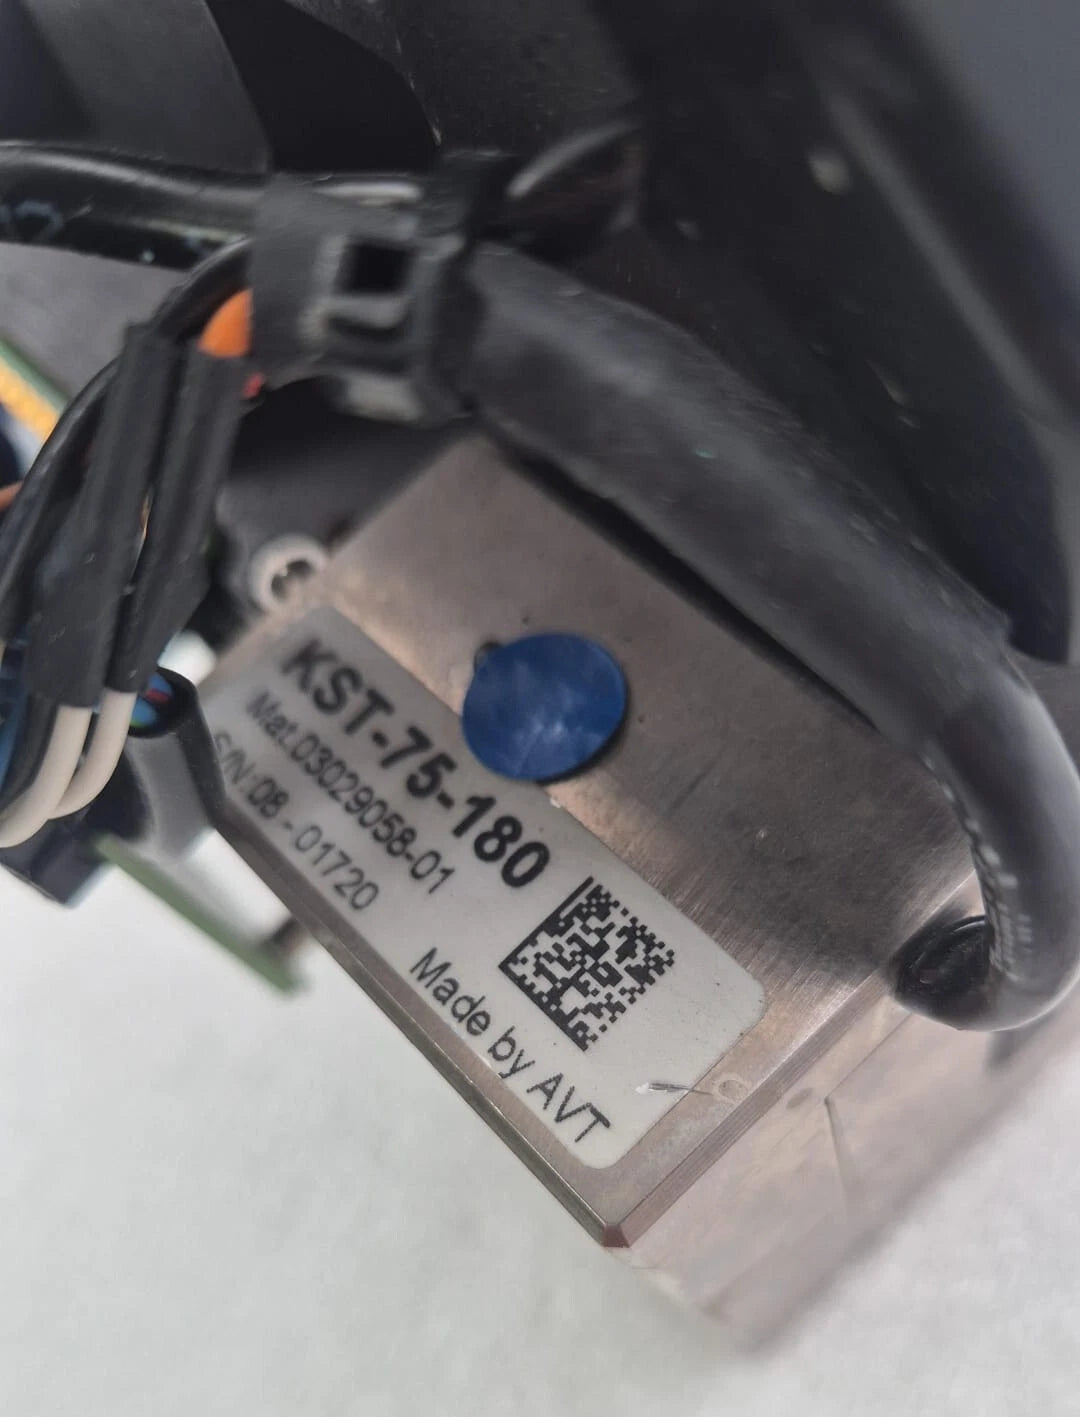 KST-75-180
Mat.03029058-01
S/N:08 - 01720
Made by AVT